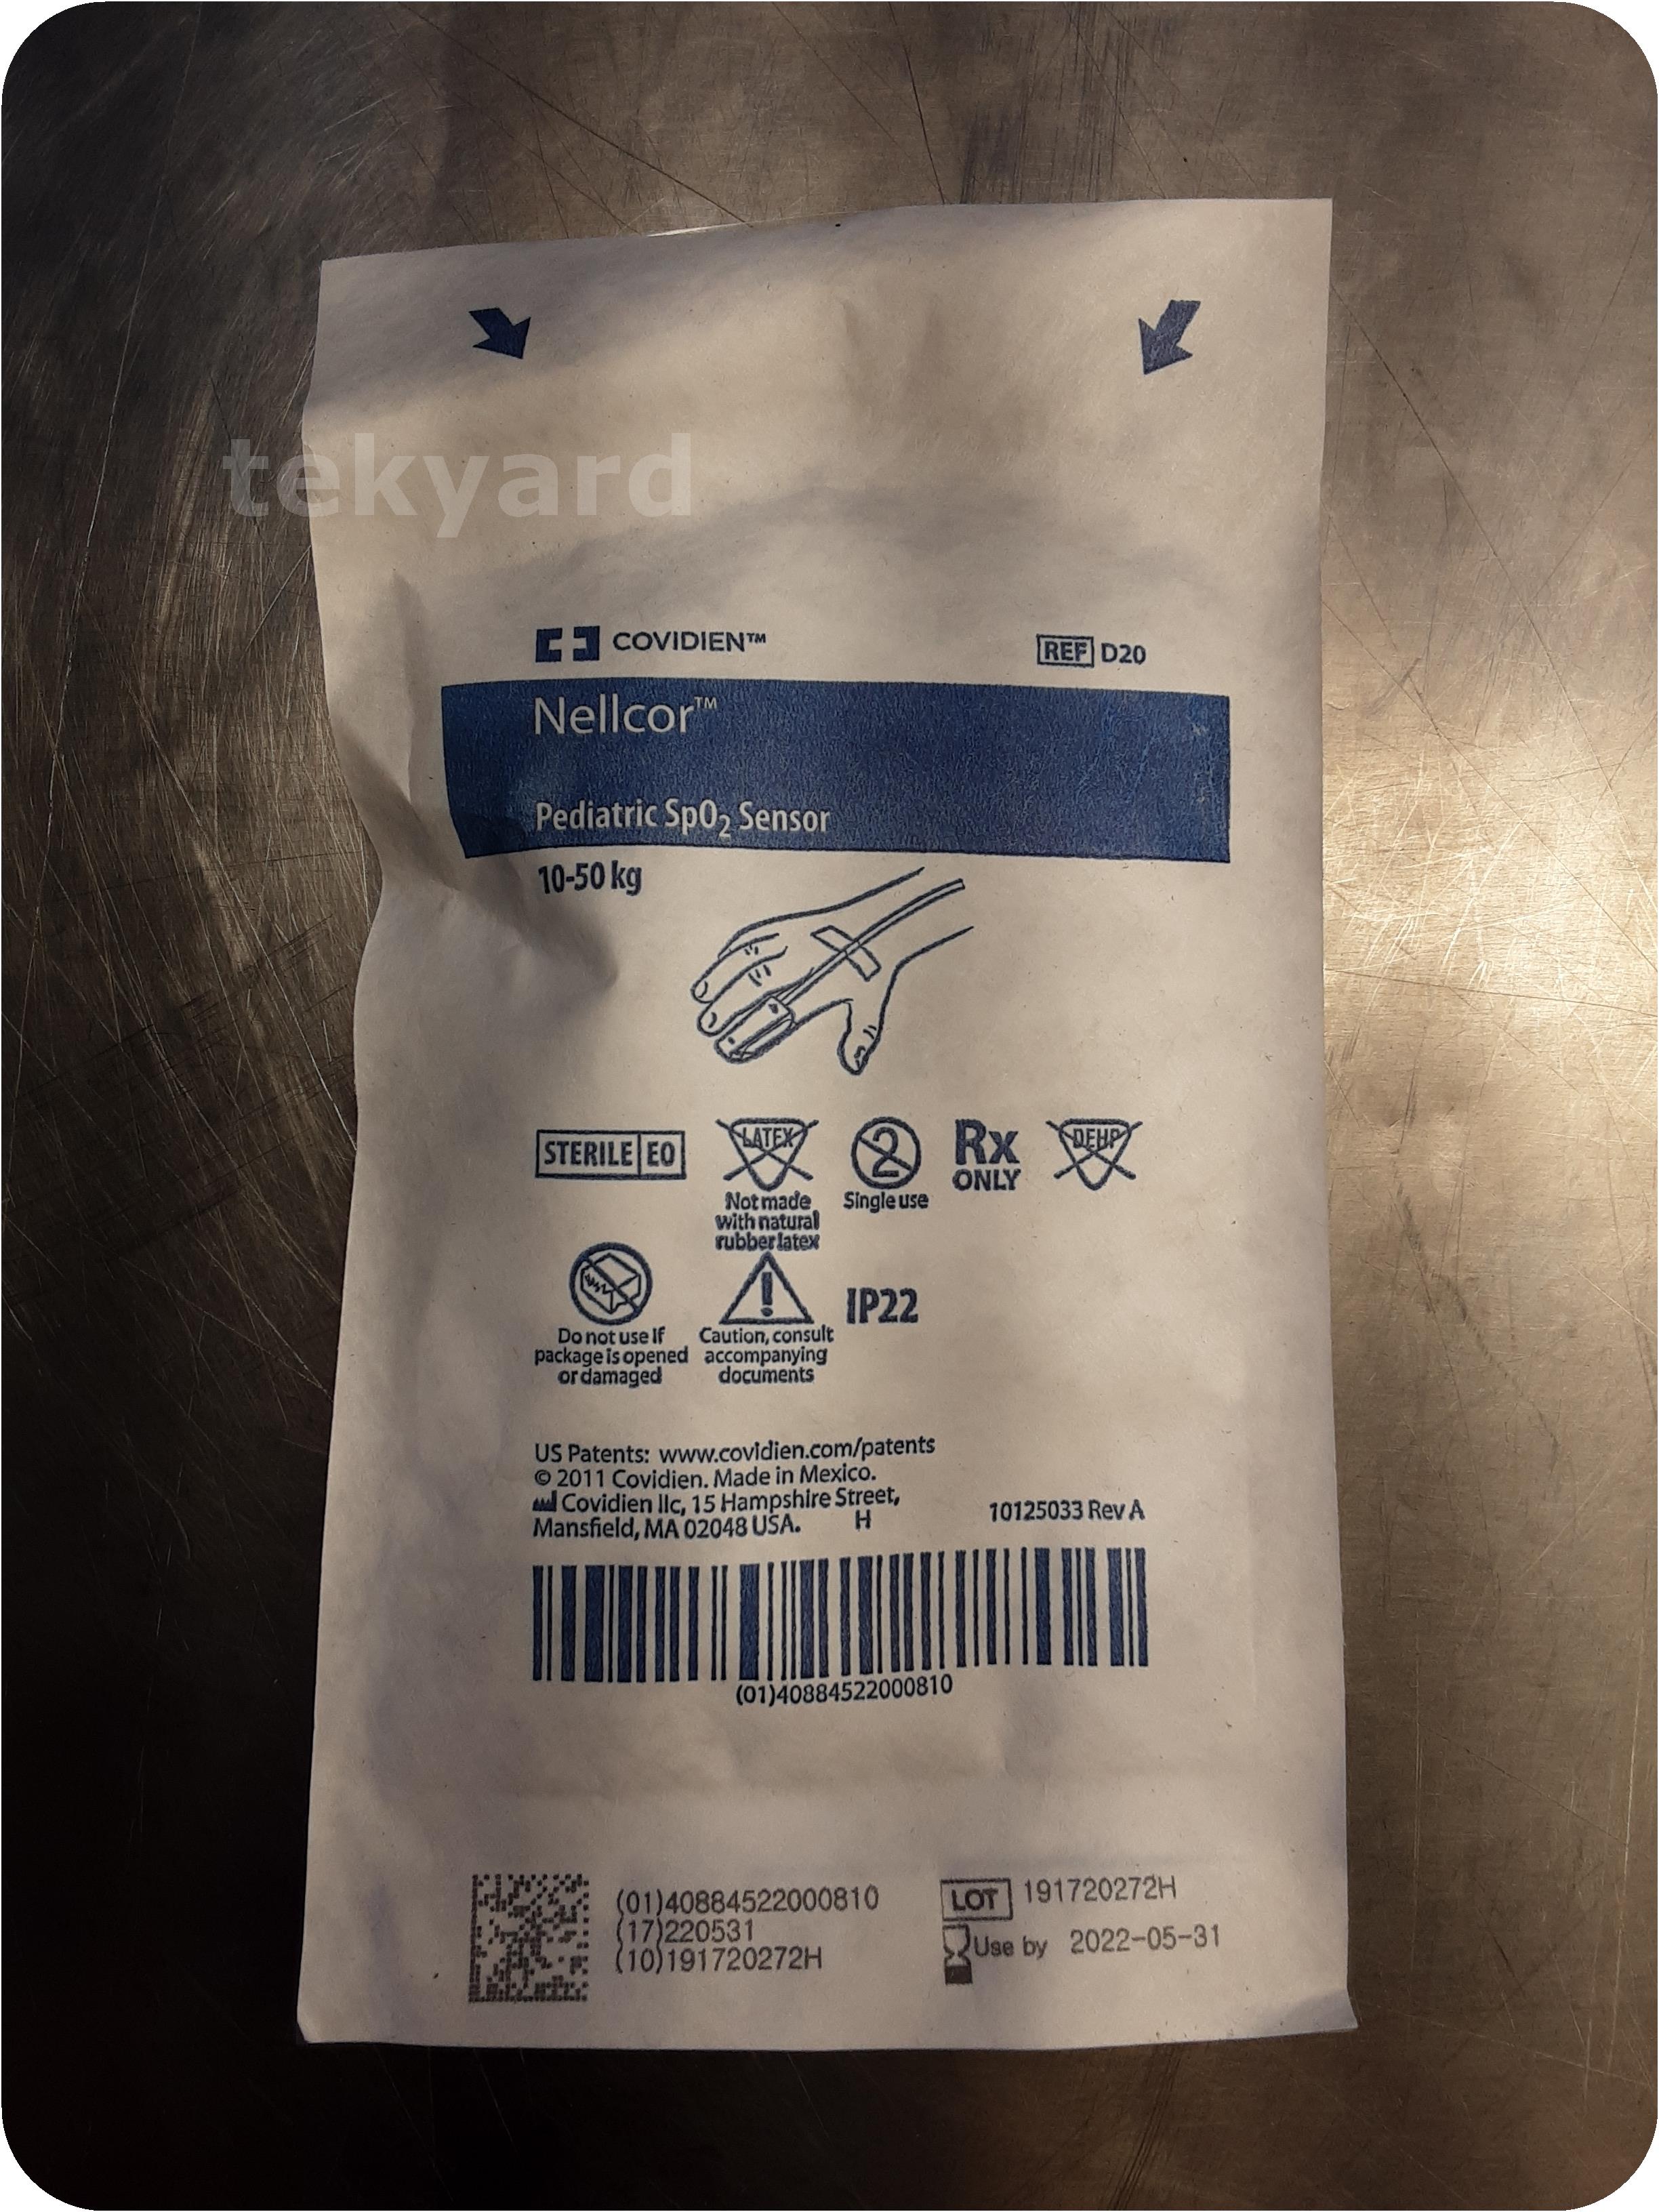 tekyard
COVIDIEN™
REF D20
Nellcor™
Pediatric SpO2 Sensor
10-50 kg
STERILE EO
LATEX
2
Rx
ONLY
DEHP
Not made
with natural
rubber latex
Single use
IP22
Do not use if
package is opened
or damaged
Caution, consult
accompanying
documents
US Patents: www.covidien.com/patents
© 2011 Covidien. Made in Mexico.
Covidien llc, 15 Hampshire Street,
Mansfield, MA 02048 USA. H
10125033 Rev A
(01)40884522000810
(01)40884522000810
(17)220531
(10)191720272H
LOT 191720272H
Use by 2022-05-31